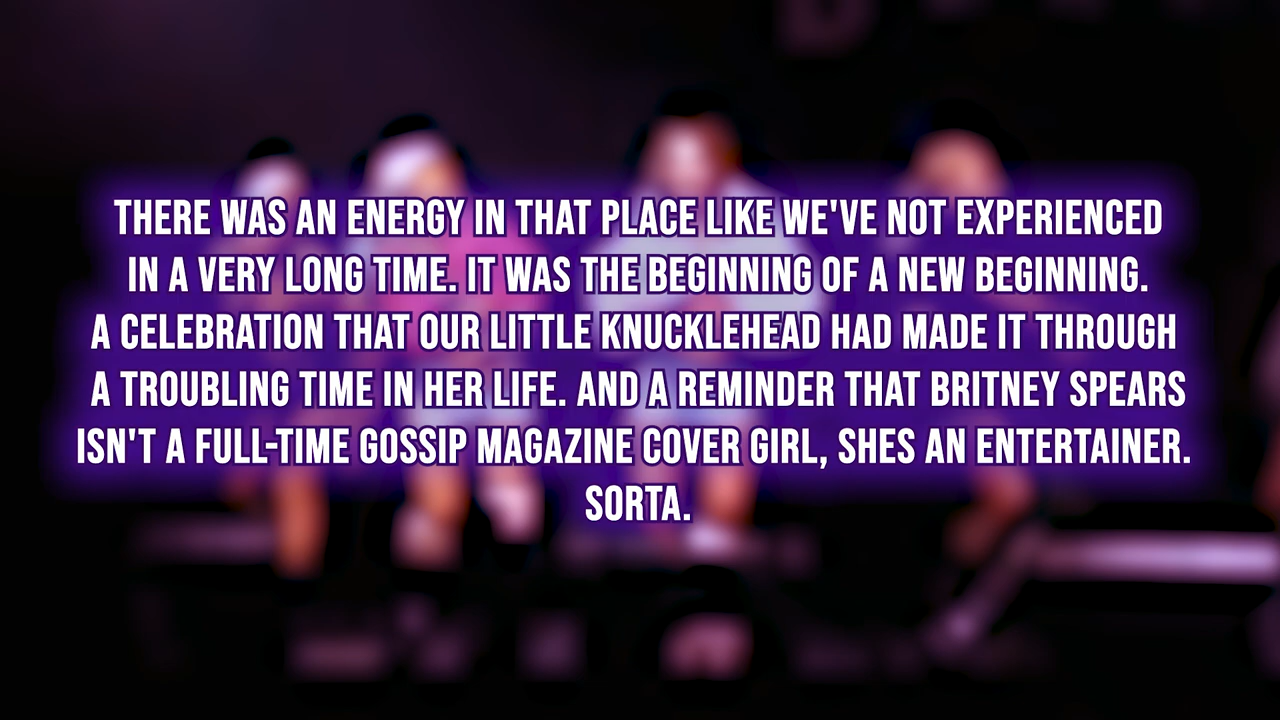 THERE WAS AN ENERGY IN THAT PLACE LIKE WE'VE NOT EXPERIENCED
IN A VERY LONG TIME. IT WAS THE BEGINNING OF A NEW BEGINNING.
A CELEBRATION THAT OUR LITTLE KNUCKLEHEAD HAD MADE IT THROUGH
A TROUBLING TIME IN HER LIFE. AND A REMINDER THAT BRITNEY SPEARS
ISN'T A FULL-TIME GOSSIP MAGAZINE COVER GIRL, SHES AN ENTERTAINER.
SORTA.